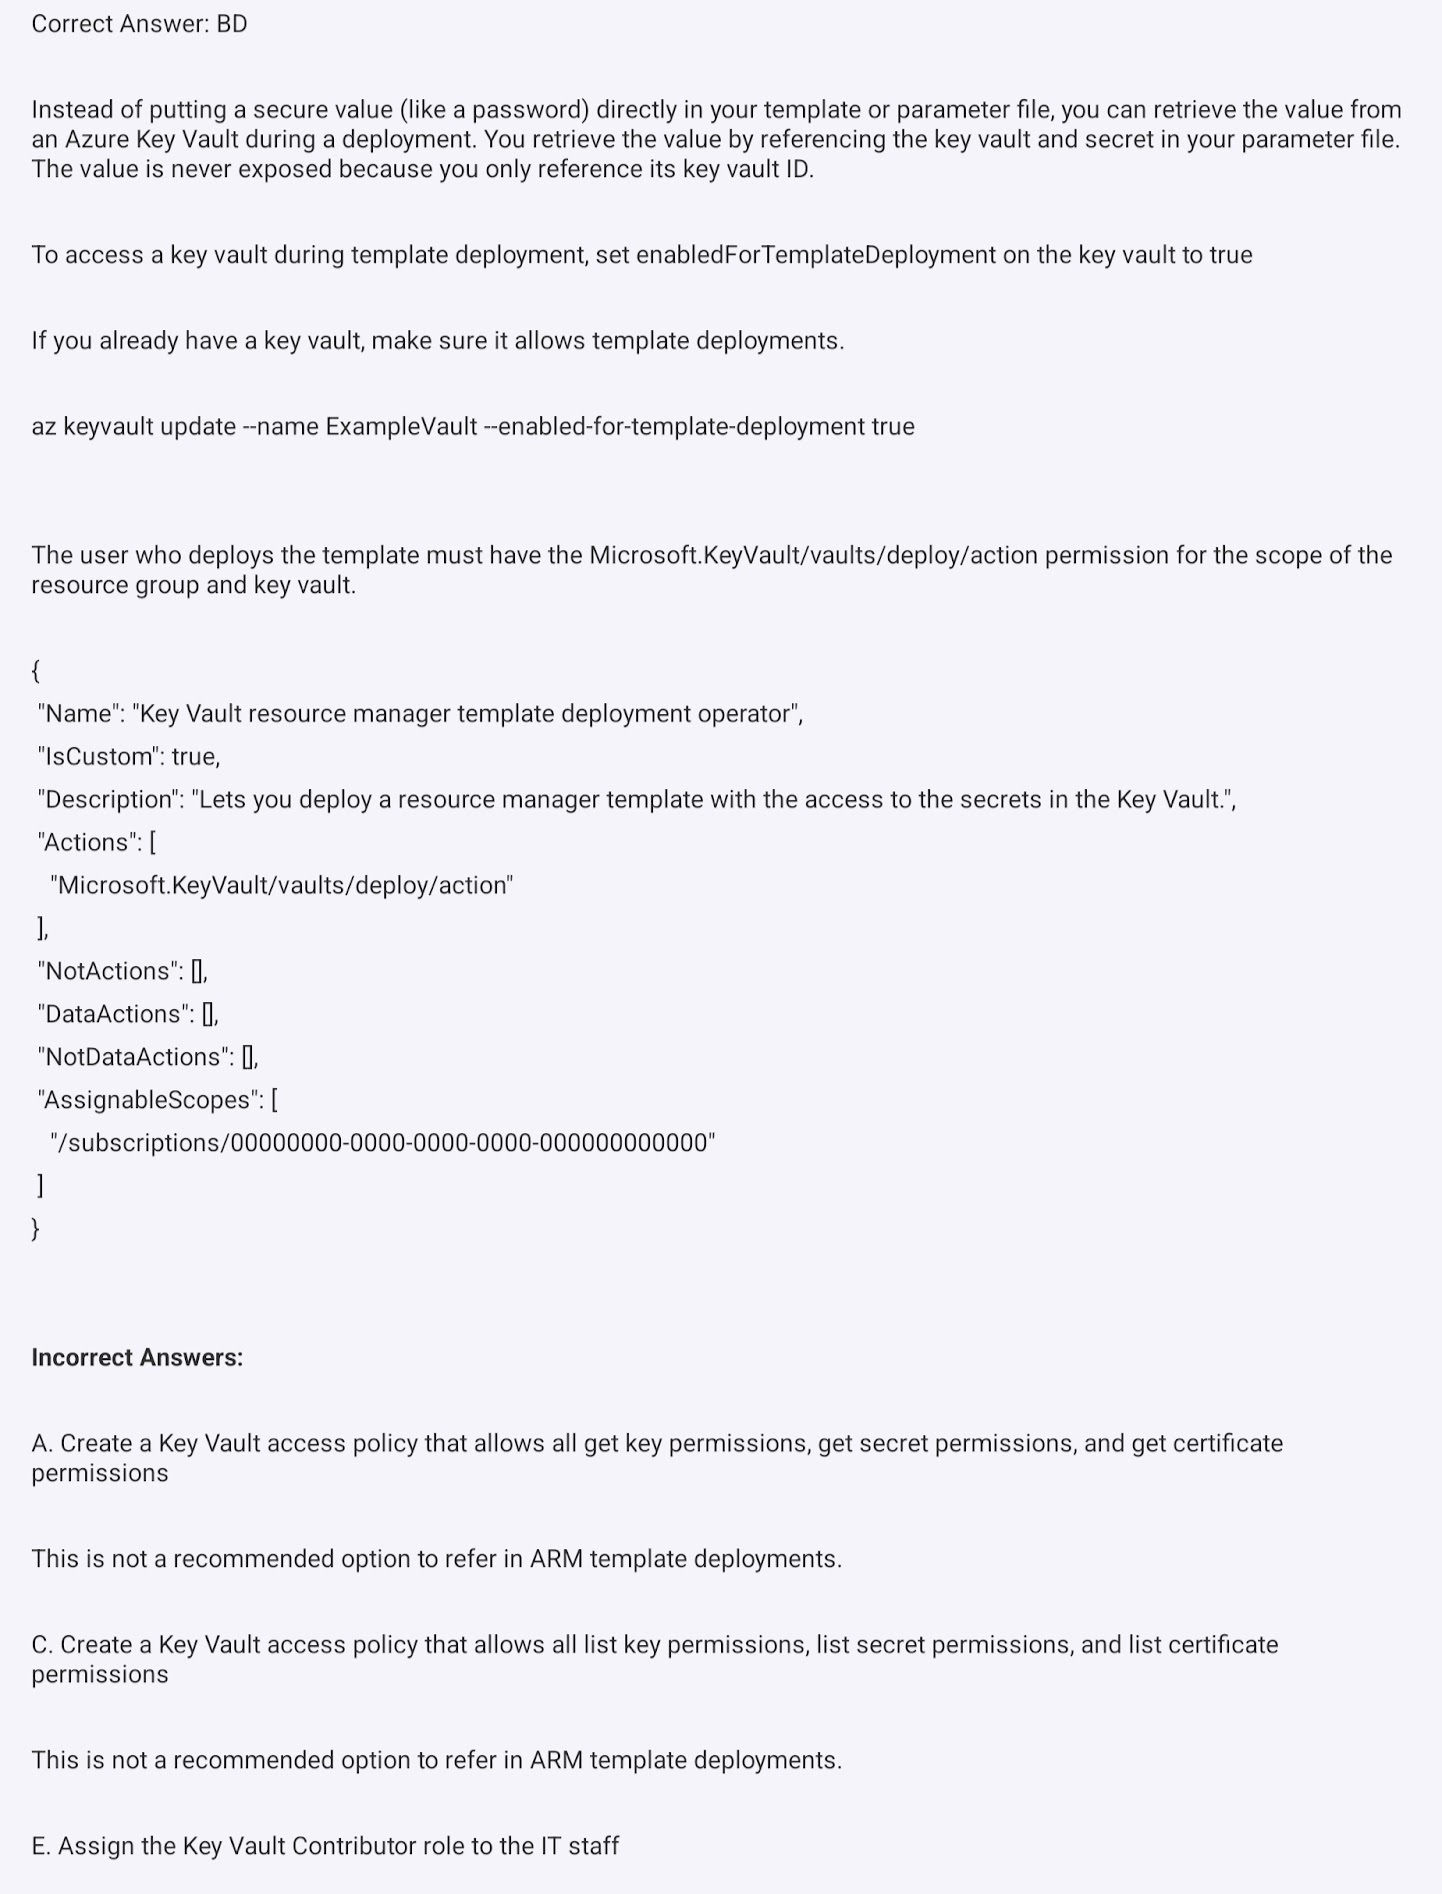 Correct Answer: BD
Instead of putting a secure value (like a password) directly in your template or parameter file, you can retrieve the value from
an Azure Key Vault during a deployment. You retrieve the value by referencing the key vault and secret in your parameter file.
The value is never exposed because you only reference its key vault ID.
To access a key vault during template deployment, set enabledForTemplateDeployment on the key vault to true
If you already have a key vault, make sure it allows template deployments.
az keyvault update --name ExampleVault --enabled-for-template-deployment true
The user who deploys the template must have the Microsoft.KeyVault/vaults/deploy/action permission for the scope of the
resource group and key vault.
{
"Name": "Key Vault resource manager template deployment operator",
"IsCustom": true,
"Description": "Lets you deploy a resource manager template with the access to the secrets in the Key Vault.",
"Actions": [
"Microsoft.KeyVault/vaults/deploy/action"
],
"NotActions": [],
"DataActions": [],
"NotDataActions": [],
"AssignableScopes": [
"/subscriptions/00000000-0000-0000-0000-000000000000"
]
}
Incorrect Answers:
A. Create a Key Vault access policy that allows all get key permissions, get secret permissions, and get certificate
permissions
This is not a recommended option to refer in ARM template deployments.
C. Create a Key Vault access policy that allows all list key permissions, list secret permissions, and list certificate
permissions
This is not a recommended option to refer in ARM template deployments.
E. Assign the Key Vault Contributor role to the IT staff